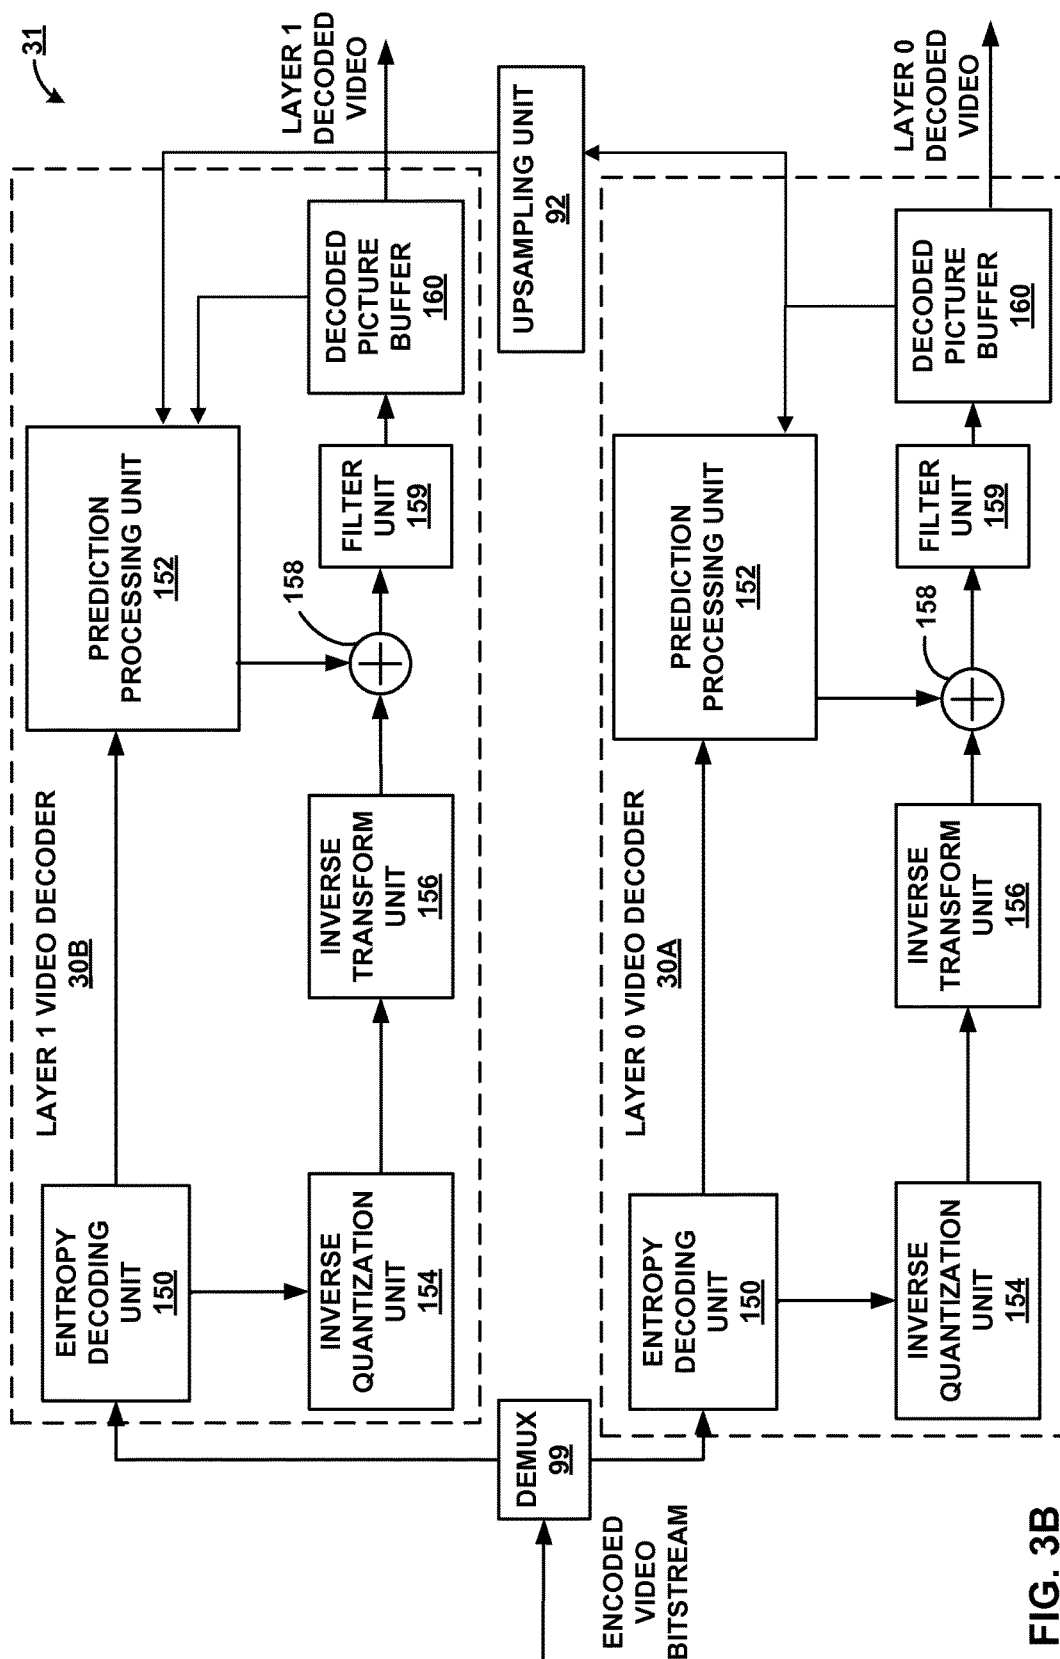 31
LAYER 1 VIDEO DECODER
30B
ENTROPY
DECODING
UNIT
150
PREDICTION
PROCESSING UNIT
152
INVERSE
QUANTIZATION
UNIT
154
INVERSE
TRANSFORM
UNIT
156
158
FILTER
UNIT
159
DECODED
PICTURE
BUFFER
160
LAYER 1
DECODED
VIDEO
ENCODED
VIDEO
BITSTREAM
DEMUX
99
UPSAMPLING UNIT
92
LAYER 0 VIDEO DECODER
30A
ENTROPY
DECODING
UNIT
150
PREDICTION
PROCESSING UNIT
152
INVERSE
QUANTIZATION
UNIT
154
INVERSE
TRANSFORM
UNIT
156
158
FILTER
UNIT
159
DECODED
PICTURE
BUFFER
160
LAYER 0
DECODED
VIDEO
FIG. 3B